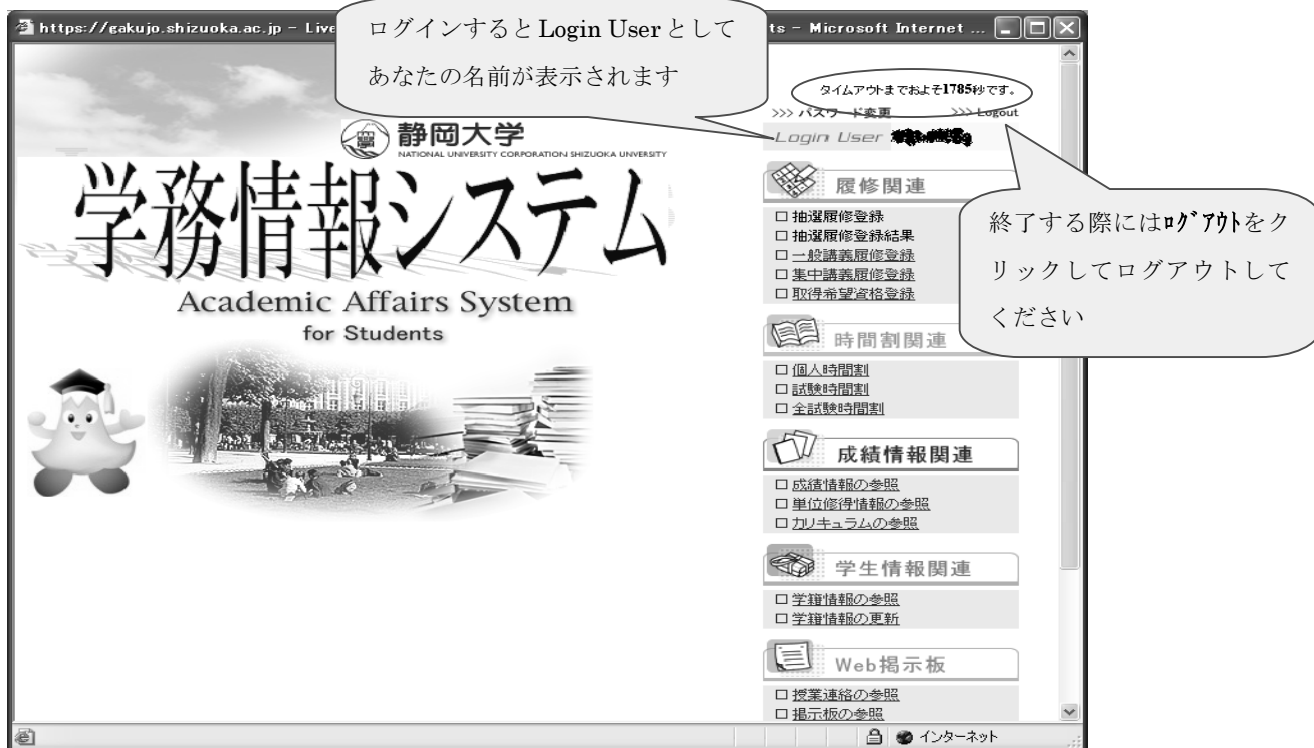 https://gakujo.shizuoka.ac.jp - Live
ts - Microsoft Internet ...
ログインすると Login User として
あなたの名前が表示されます
タイムアウトまでおよそ1785秒です。
>>> パスワード変更 >>> Logout
Login User
静岡大学
NATIONAL UNIVERSITY CORPORATION SHIZUOKA UNIVERSITY
学務情報システム
Academic Affairs System
for Students
履修関連
抽選履修登録
抽選履修登録結果
一般講義履修登録
集中講義履修登録
取得希望資格登録
終了する際にはログアウトをク
リックしてログアウトして
ください
時間割関連
個人時間割
試験時間割
全試験時間割
成績情報関連
成績情報の参照
単位修得情報の参照
カリキュラムの参照
学生情報関連
学籍情報の参照
学籍情報の更新
Web掲示板
授業連絡の参照
掲示板の参照
インターネット